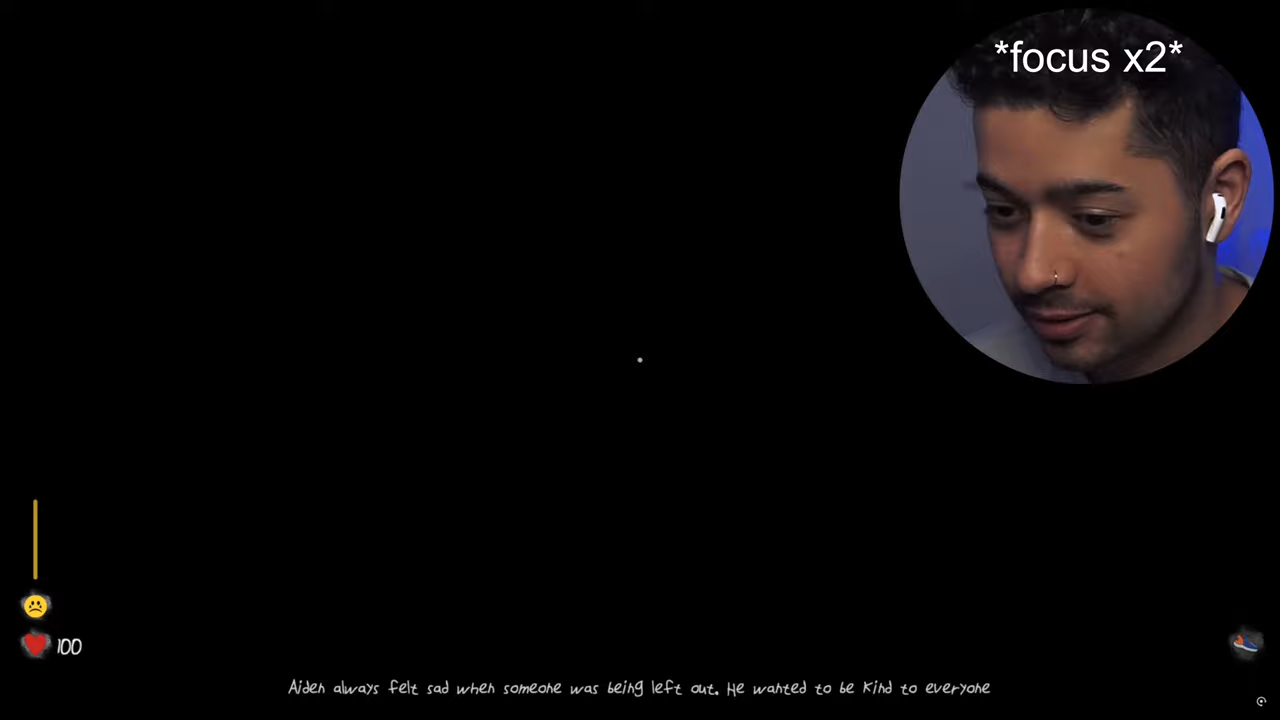 *focus x2*
100
Aiden always felt sad when someone was being left out. He wanted to be kind to everyone